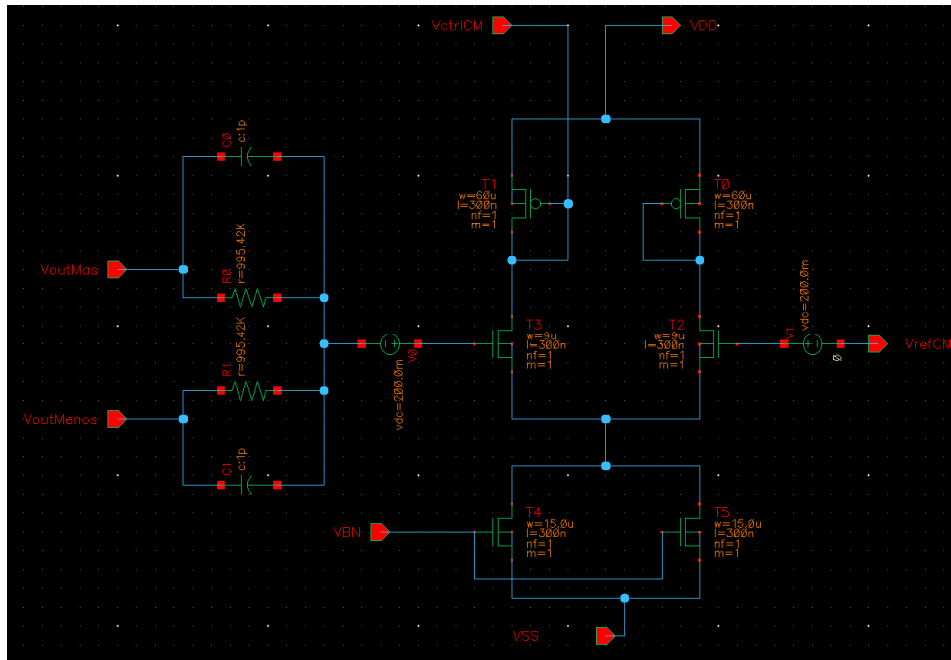 VctrlCM
VDD
C0
c:1p
T1
w=60u
l=300n
nf=1
m=1
T0
w=60u
l=300n
nf=1
m=1
VoutMas
R0
r=995.42K
T3
w=9u
l=300n
nf=1
m=1
T2
w=9u
l=300n
nf=1
m=1
V0
vdc=200.0m
V1
vdc=200.0m
0
VrefCM
R1
r=995.42K
VoutMenos
C1
c:1p
VBN
T4
w=15.0u
l=300n
nf=1
m=1
T5
w=15.0u
l=300n
nf=1
m=1
VSS